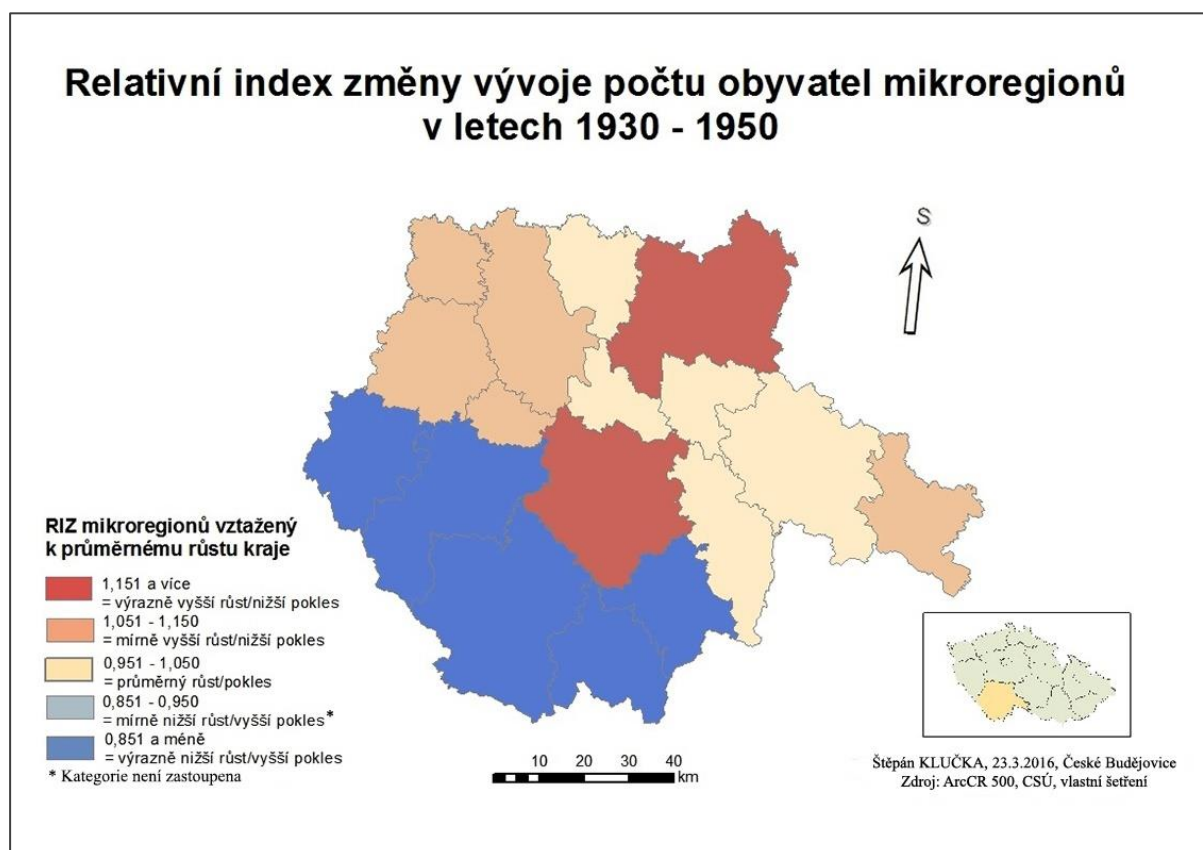 Relativní index změny vývoje počtu obyvatel mikroregionů
v letech 1930 - 1950
S
RIZ mikroregionů vztažený
k průměrnému růstu kraje
1,151 a více
= výrazně vyšší růst/nižší pokles
1,051 - 1,150
= mírně vyšší růst/nižší pokles
0,951 - 1,050
= průměrný růst/pokles
0,851 - 0,950
= mírně nižší růst/vyšší pokles*
0,851 a méně
= výrazně nižší růst/vyšší pokles
* Kategorie není zastoupena
10 20 30 40
km
Štěpán KLUČKA, 23.3.2016, České Budějovice
Zdroj: ArcCR 500, CSÚ, vlastní šetření